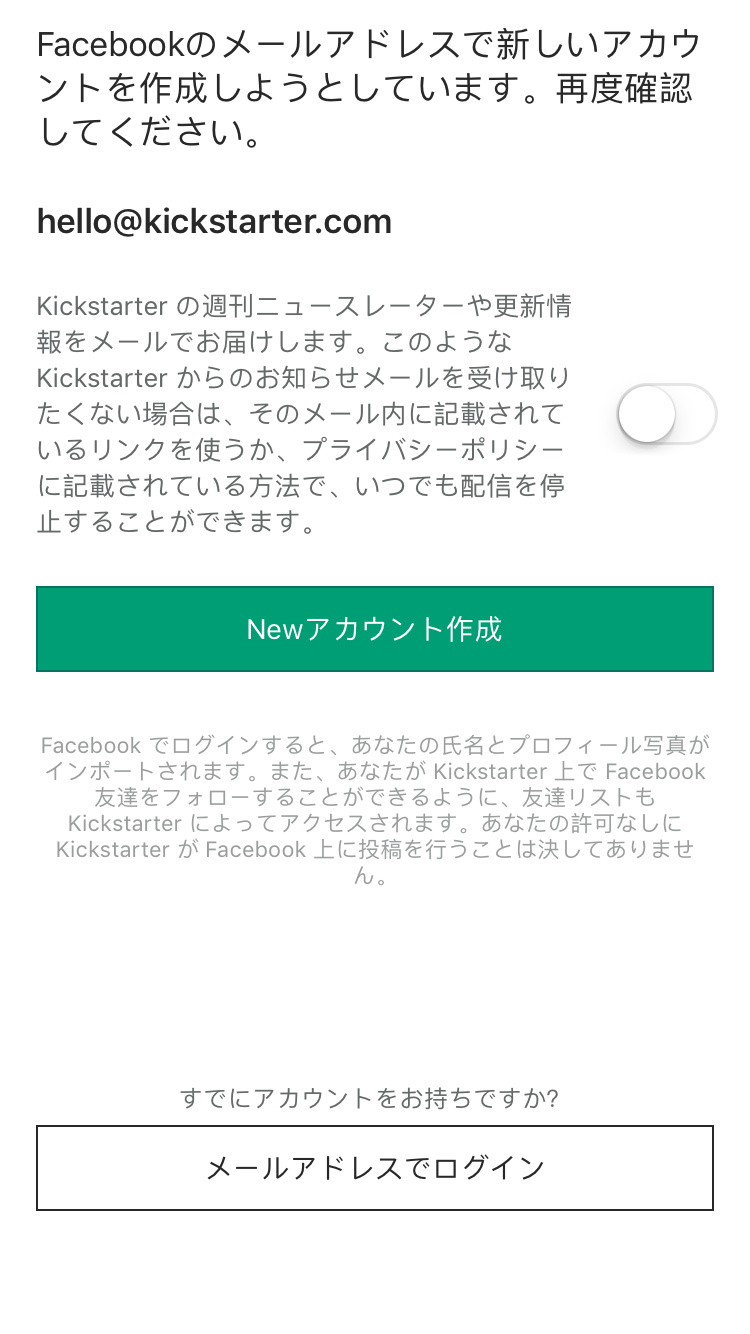 Facebookのメールアドレスで新しいアカウ
ントを作成しようとしています。再度確認
してください。
hello@kickstarter.com
Kickstarter の週刊ニュースレーターや更新情
報をメールでお届けします。このような
Kickstarter からのお知らせメールを受け取り
たくない場合は、そのメール内に記載されて
いるリンクを使うか、プライバシーポリシー
に記載されている方法で、いつでも配信を停
止することができます。
Newアカウント作成
Facebook でログインすると、あなたの氏名とプロフィール写真が
インポートされます。また、あなたが Kickstarter 上で Facebook
友達をフォローすることができるように、友達リストも
Kickstarter によってアクセスされます。あなたの許可なしに
Kickstarter が Facebook 上に投稿を行うことは決してありませ
ん。
すでにアカウントをお持ちですか?
メールアドレスでログイン